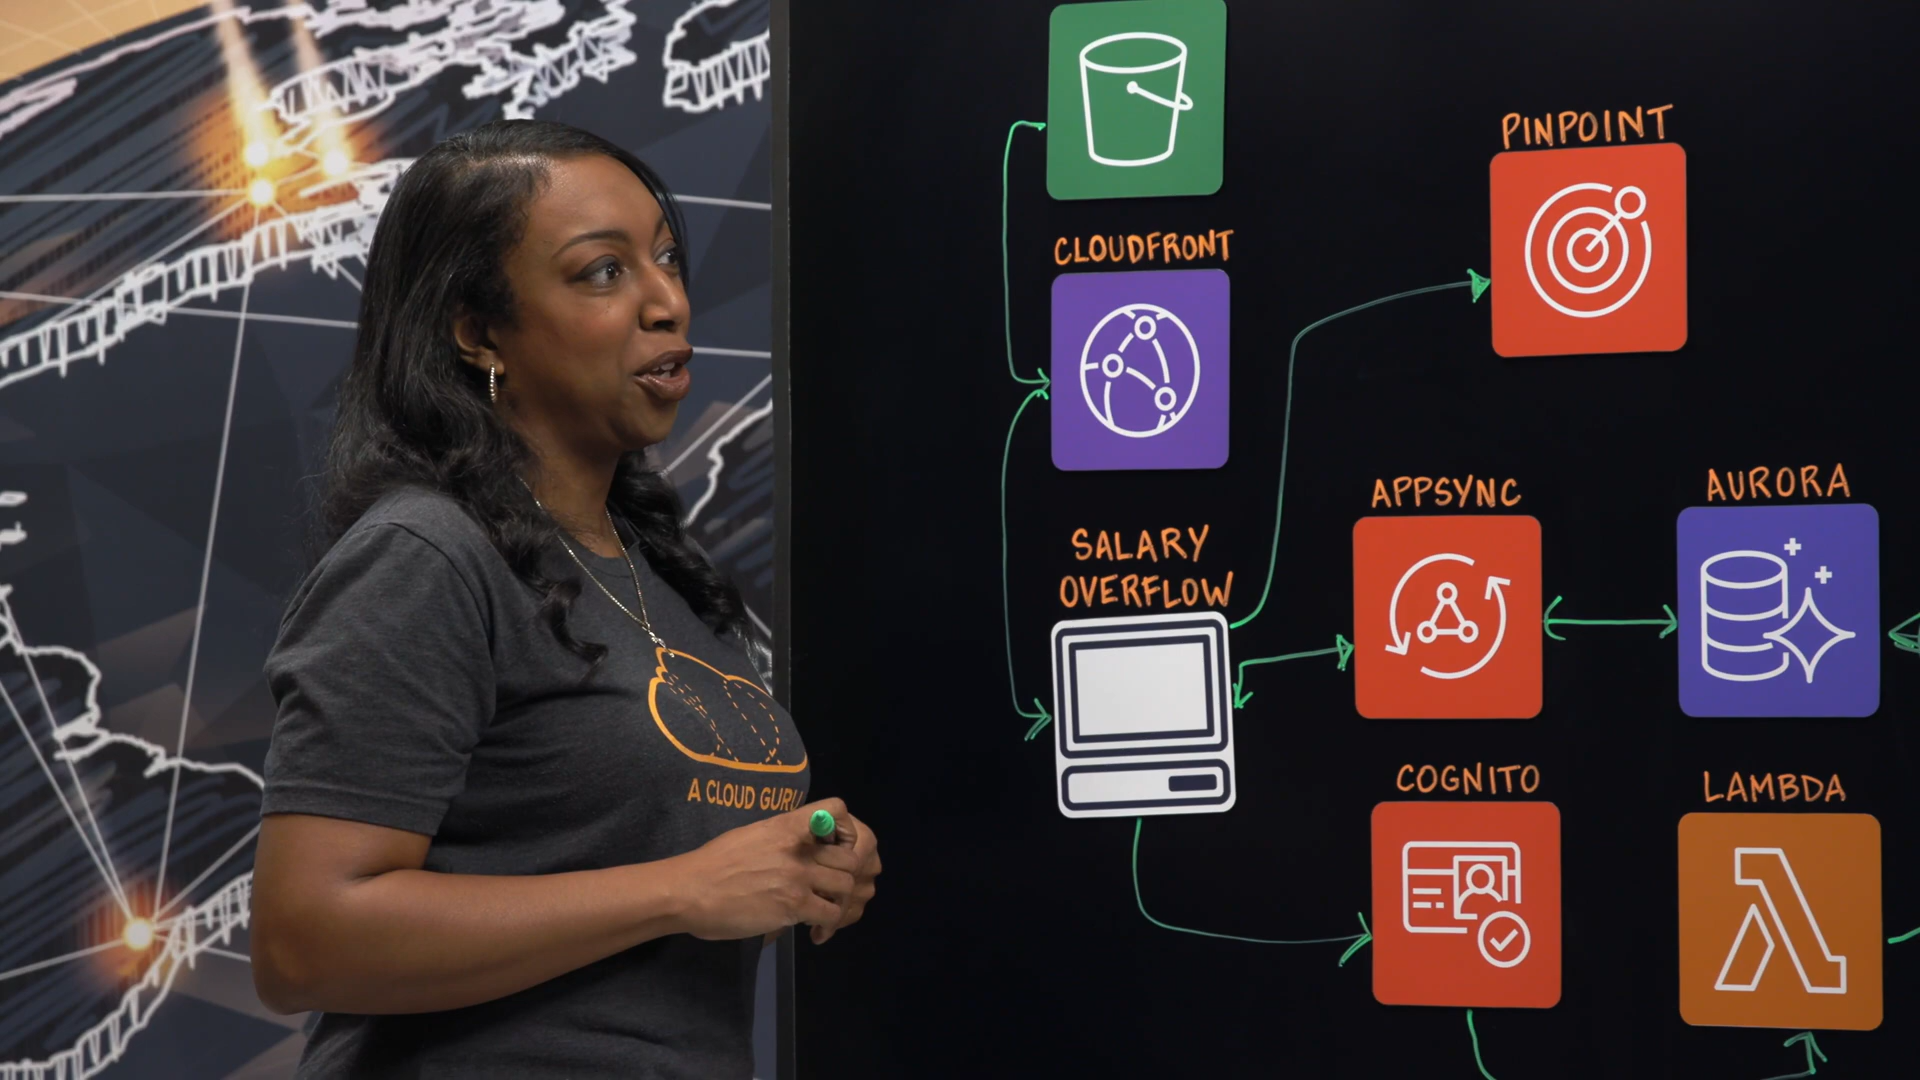 PINPOINT
CLOUDFRONT
APPSYNC
AURORA
SALARY
OVERFLOW
COGNITO
LAMBDA
A CLOUD GURU